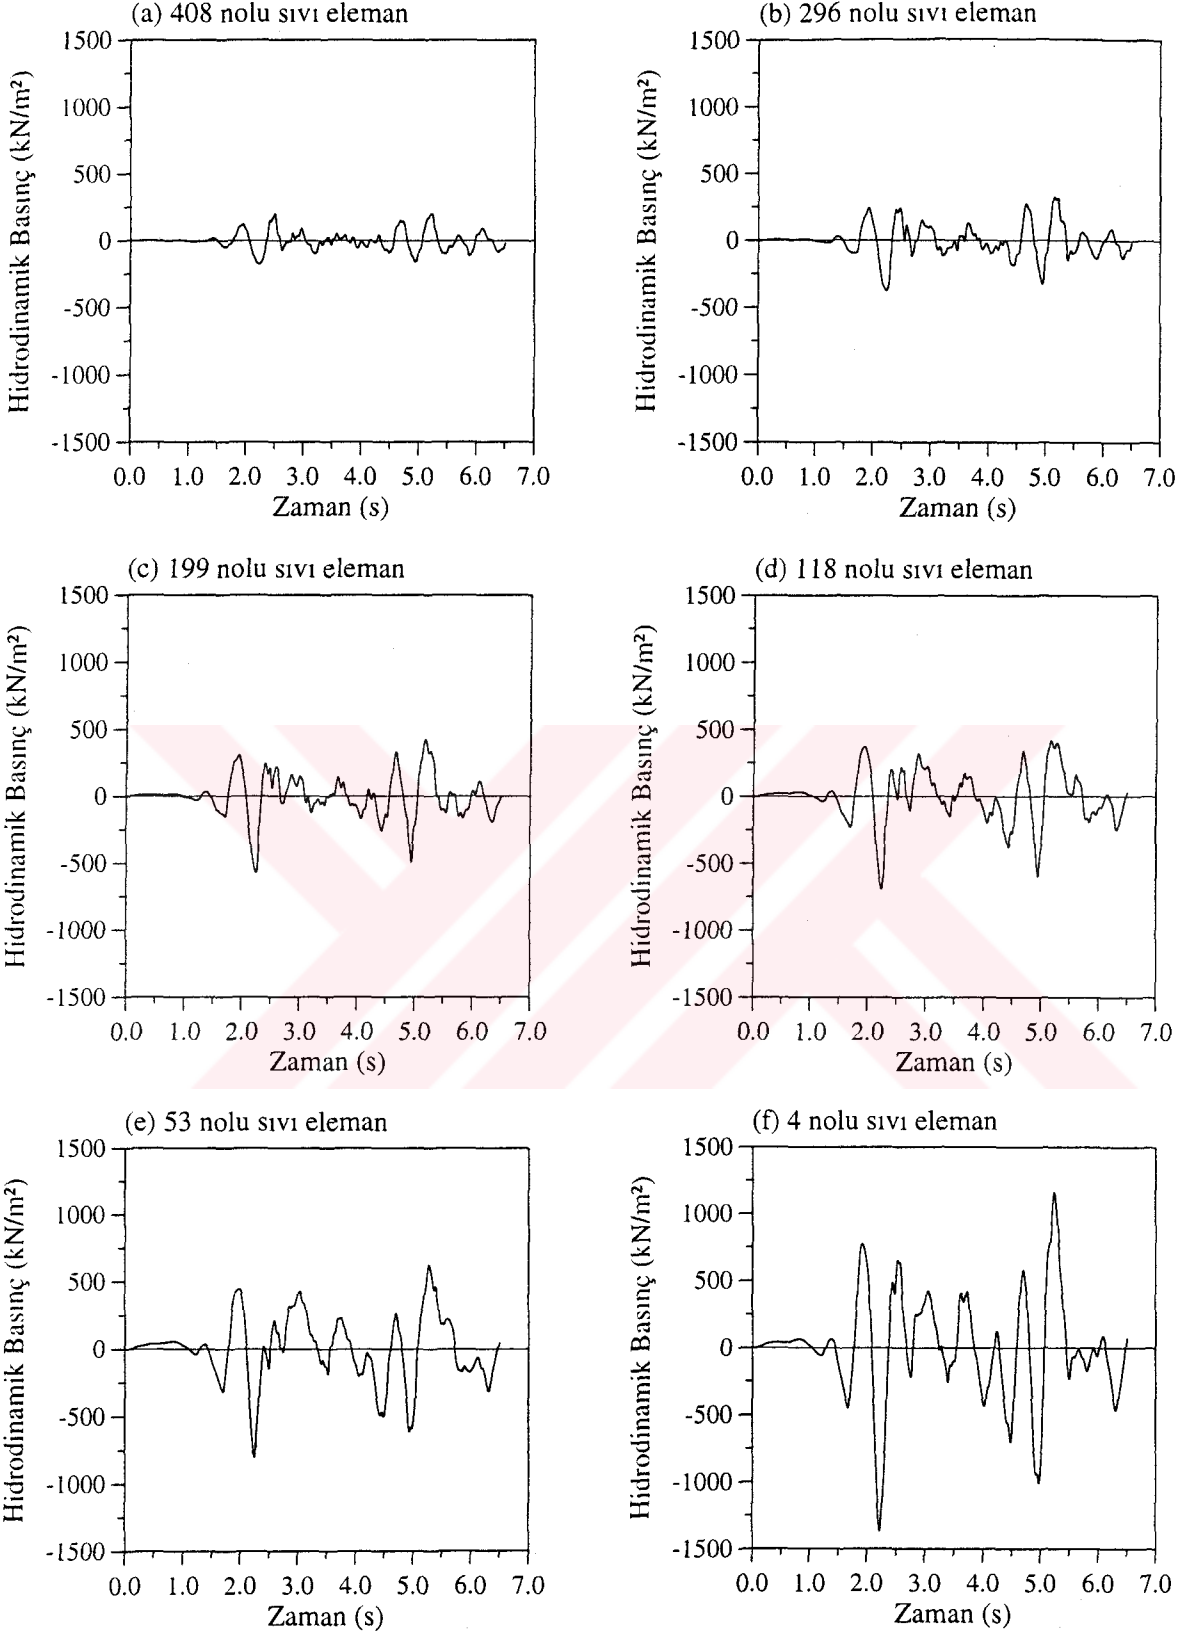 (a) 408 nolu sıvı eleman
Hidrodinamik Basınç (kN/m²)
1500
1000
500
0
-500
-1000
-1500
0.0 1.0 2.0 3.0 4.0 5.0 6.0 7.0
Zaman (s)
(b) 296 nolu sıvı eleman
Hidrodinamik Basınç (kN/m²)
1500
1000
500
0
-500
-1000
-1500
0.0 1.0 2.0 3.0 4.0 5.0 6.0 7.0
Zaman (s)
(c) 199 nolu sıvı eleman
Hidrodinamik Basınç (kN/m²)
1500
1000
500
0
-500
-1000
-1500
0.0 1.0 2.0 3.0 4.0 5.0 6.0 7.0
Zaman (s)
(d) 118 nolu sıvı eleman
Hidrodinamik Basınç (kN/m²)
1500
1000
500
0
-500
-1000
-1500
0.0 1.0 2.0 3.0 4.0 5.0 6.0 7.0
Zaman (s)
(e) 53 nolu sıvı eleman
Hidrodinamik Basınç (kN/m²)
1500
1000
500
0
-500
-1000
-1500
0.0 1.0 2.0 3.0 4.0 5.0 6.0 7.0
Zaman (s)
(f) 4 nolu sıvı eleman
Hidrodinamik Basınç (kN/m²)
1500
1000
500
0
-500
-1000
-1500
0.0 1.0 2.0 3.0 4.0 5.0 6.0 7.0
Zaman (s)